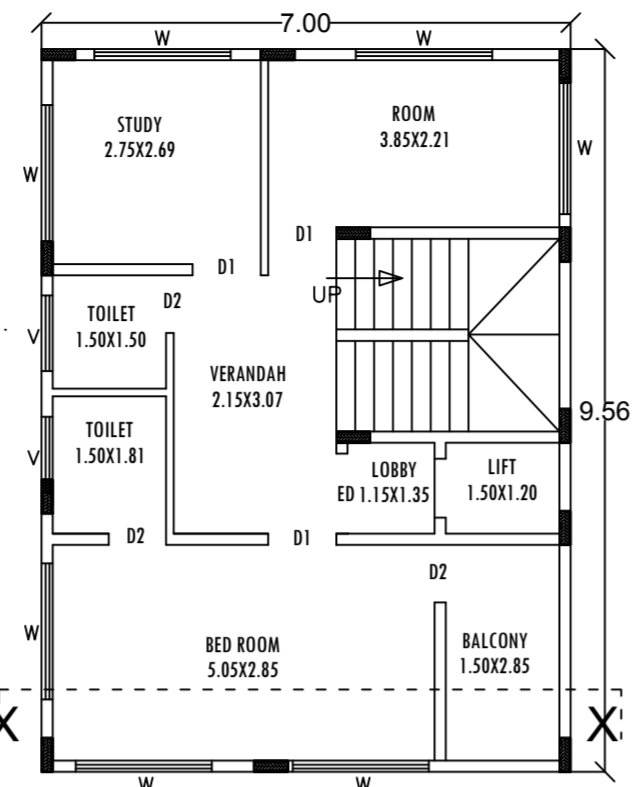 7.00
W
W
STUDY
2.75X2.69
ROOM
3.85X2.21
W
W
D1
D1
UP
D2
TOILET
1.50X1.50
V
VERANDAH
2.15X3.07
9.56
TOILET
1.50X1.81
V
LOBBY
ED 1.15X1.35
LIFT
1.50X1.20
D2
D1
D2
W
BED ROOM
5.05X2.85
BALCONY
1.50X2.85
X
X
W
W